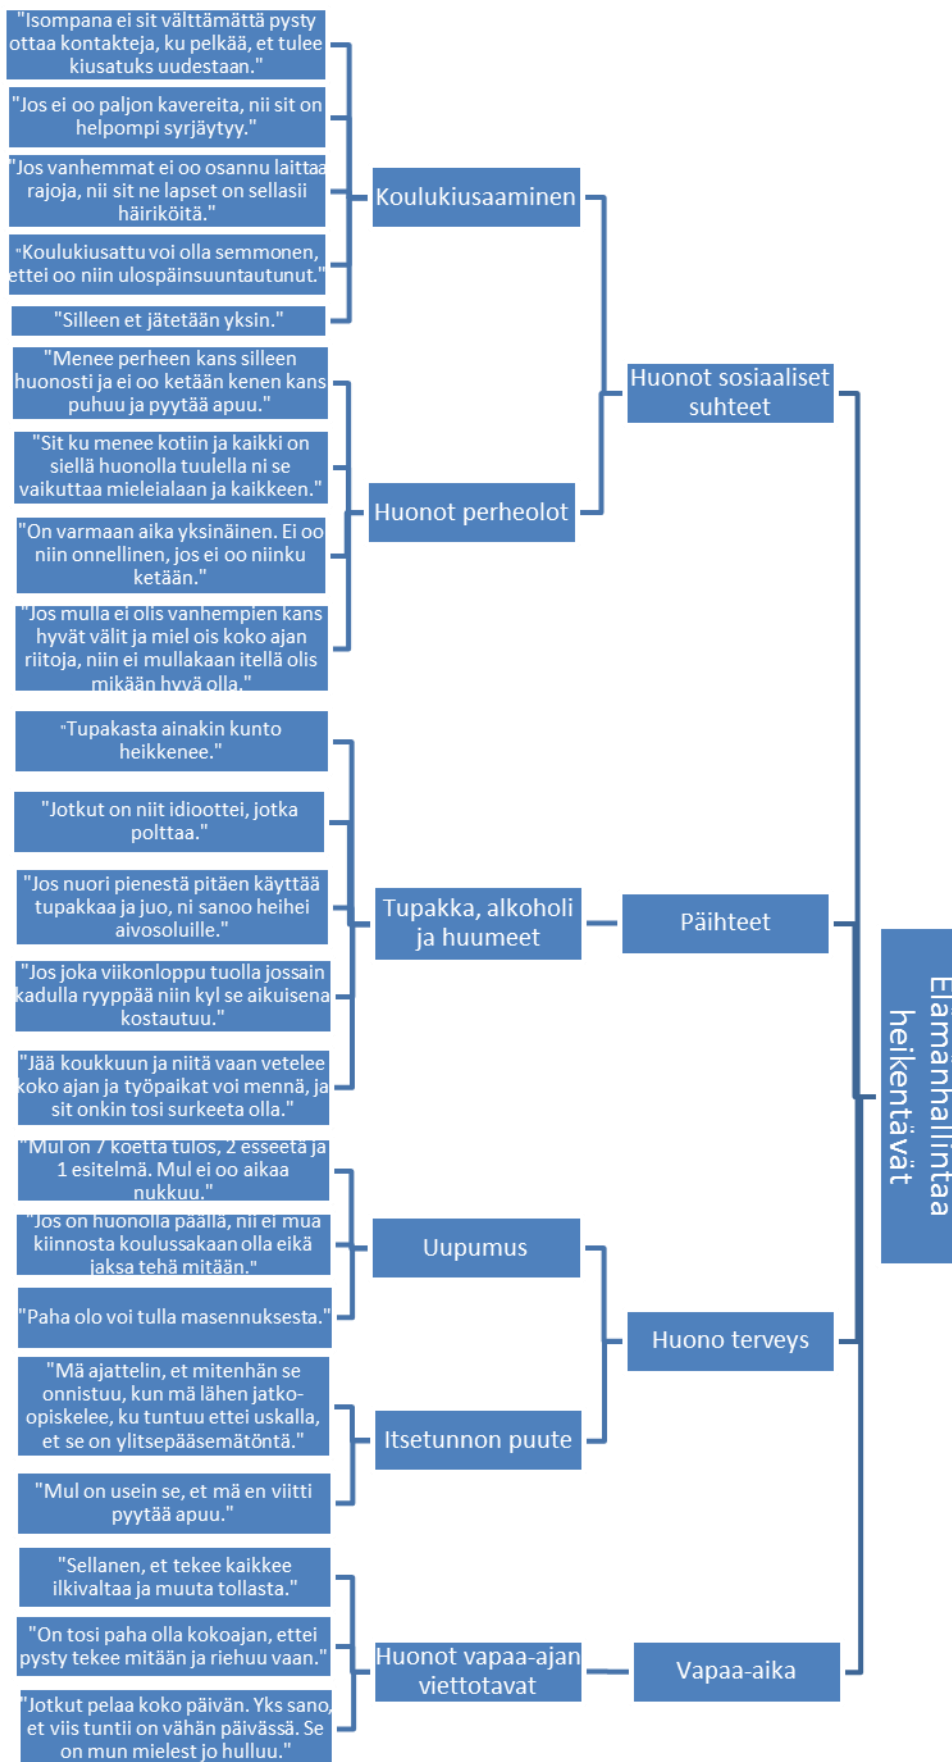 "Isompana ei sit välttämättä pysty
ottaa kontakteja, ku pelkää, et tulee
kiusatuks uudestaan."
"Jos ei oo paljon kavereita, nii sit on
helpompi syrjäytyy."
"Jos vanhemmat ei oo osannu laittaa
rajoja, nii sit ne lapset on sellasii
häiriköitä."
"Koulukiusattu voi olla semmonen,
ettei oo niin ulospäinsuuntautunut."
"Silleen et jätetään yksin."
Koulukiusaaminen
"Menee perheen kans silleen
huonosti ja ei oo ketään kenen kans
puhuu ja pyytää apuu."
"Sit ku menee kotiin ja kaikki on
siellä huonolla tuulella ni se
vaikuttaa mieleialaan ja kaikkeen."
"On varmaan aika yksinäinen. Ei oo
niin onnellinen, jos ei oo niinku
ketään."
"Jos mulla ei olis vanhempien kans
hyvät välit ja miel ois koko ajan
riitoja, niin ei mullakaan itellä olis
mikään hyvä olla."
Huonot perheolot
Huonot sosiaaliset
suhteet
"Tupakasta ainakin kunto
heikkenee."
"Jotkut on niit idioottei, jotka
polttaa."
"Jos nuori pienestä pitäen käyttää
tupakkaa ja juo, ni sanoo heihei
aivosoluille."
"Jos joka viikonloppu tuolla jossain
kadulla ryyppää niin kyl se aikuisena
kostautuu."
"Jää koukkuun ja niitä vaan vetelee
koko ajan ja työpaikat voi mennä, ja
sit onkin tosi surkeeta olla."
Tupakka, alkoholi
ja huumeet
Päihteet
"Mul on 7 koetta tulos, 2 esseetä ja
1 esitelmä. Mul ei oo aikaa
nukkuu."
"Jos on huonolla päällä, nii ei mua
kiinnosta koulussakaan olla eikä
jaksa tehä mitään."
"Paha olo voi tulla masennuksesta."
Uupumus
"Mä ajattelin, et mitenhän se
onnistuu, kun mä lähen jatko-
opiskelee, ku tuntuu ettei uskalla,
et se on ylitsepääsemätöntä."
"Mul on usein se, et mä en viitti
pyytää apuu."
Itsetunnon puute
Huono terveys
"Sellanen, et tekee kaikkee
ilkivaltaa ja muuta tollasta."
"On tosi paha olla kokoajan, ettei
pysty tekee mitään ja riehuu vaan."
"Jotkut pelaa koko päivän. Yks sano,
et viis tuntii on vähän päivässä. Se
on mun mielest jo hulluu."
Huonot vapaa-ajan
viettotavat
Vapaa-aika
Elämänhallintaa
heikentävät